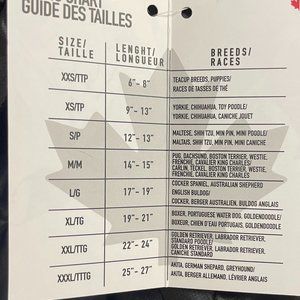 CHART
GUIDE DES TAILLES
SIZE/ TAILLE
LENGHT/ LONGUEUR
BREEDS/ RACES
XXS/TTP
6"- 8"
TEACUP BREEDS, PUPPIES/
RACES DE TASSES DE THÉ
XS/TP
9"- 13"
YORKIE, CHIHUAHUA, TOY POODLE/
YORKIE, CHIHUAHUA, CANICHE JOUET
S/P
12"-13"
MALTESE, SHIH TZU, MIN PIN, MINI POODLE/
MALTAIS, SHIH TZU, MIN PIN, MINI CANICHE
M/M
14"- 15"
PUG, DACHSUND, BOSTON TERRIER, WESTIE,
FRENCHIE, CAVALIER KING CHARLES/
CARLIN, TECKEL, BOSTON TERRIER, WESTIE,
FRENCHIE, CAVALIER KING CHARLES
L/G
17"- 19"
COCKER SPANIEL, AUSTRALIAN SHEPHERD
ENGLISH BULLDOG/
COCKER, BERGER AUSTRALIEN, BULLDOG ANGLAIS
XL/TG
19"- 21"
BOXER, PORTUGUESE WATER DOG, GOLDENDOODLE/
BOXEUR, CHIEN D'EAU PORTUGAIS, GOLDENDOODLE
XXL/TTG
22"- 24"
GOLDEN RETRIEVER, LABRADOR RETRIEVER,
STANDARD POODLE/
GOLDEN RETRIEVER, LABRADOR RETRIEVER,
CANICHE STANDARD
XXXL/TTTG
25"- 27"
AKITA, GERMAN SHEPARD, GREYHOUND/
AKITA, BERGER ALLEMAND, LÉVRIER ANGLAIS